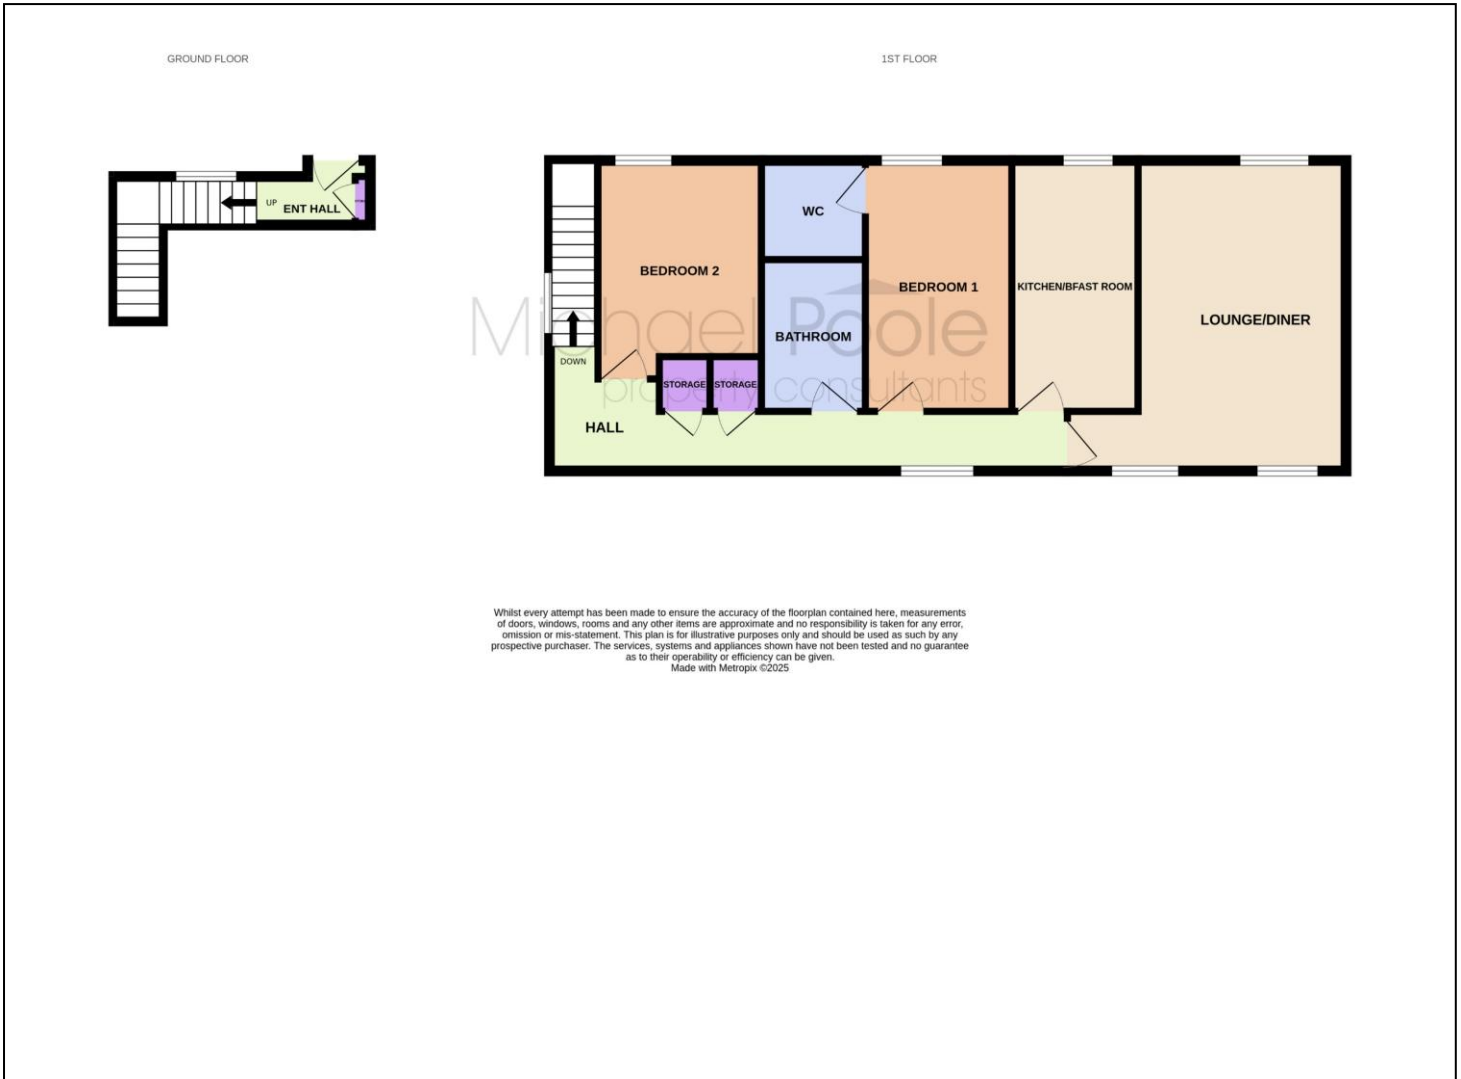 GROUND FLOOR
1ST FLOOR
UP
ENT HALL
WC
BEDROOM 2
BEDROOM 1
KITCHEN/BFAST ROOM
LOUNGE/DINER
BATHROOM
DOWN
STORAGE
STORAGE
HALL
Michael Poole
property consultants
Whilst every attempt has been made to ensure the accuracy of the floorplan contained here, measurements
of doors, windows, rooms and any other items are approximate and no responsibility is taken for any error,
omission or mis-statement. This plan is for illustrative purposes only and should be used as such by any
prospective purchaser. The services, systems and appliances shown have not been tested and no guarantee
as to their operability or efficiency can be given.
Made with Metropix ©2025